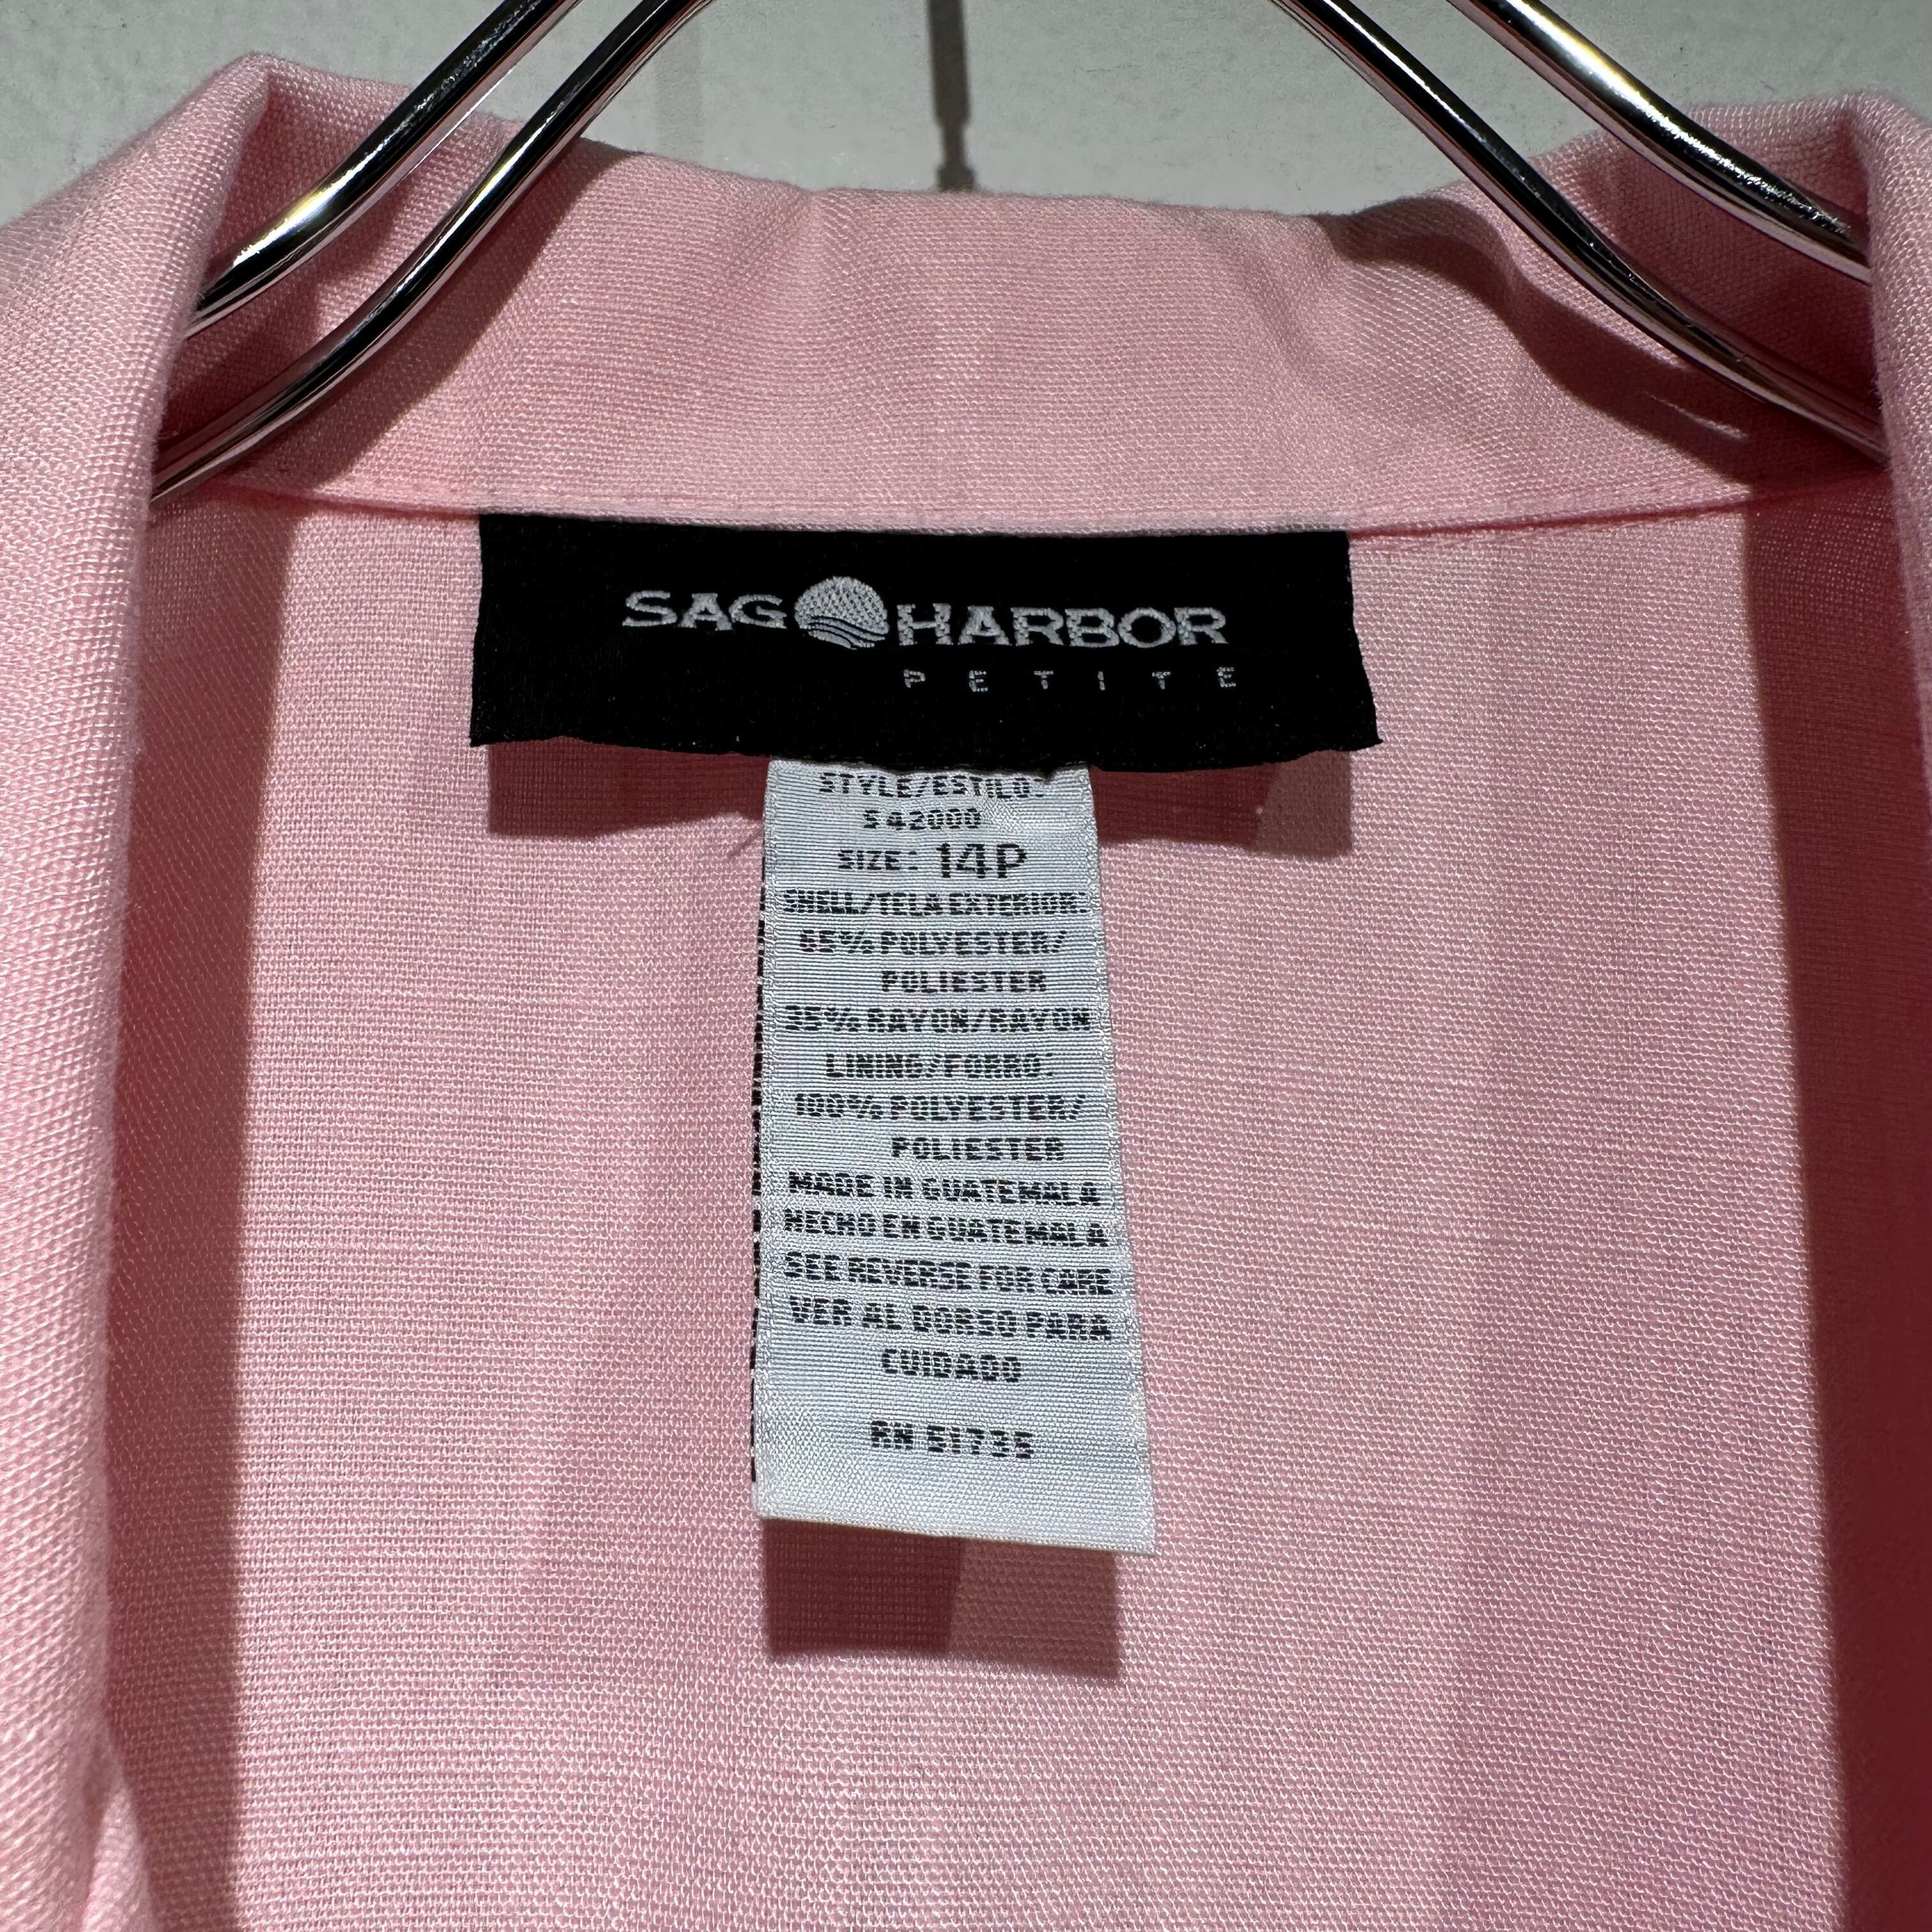 SAG HARBOR
PETITE
STYLE/ESTILO:
S42000
SIZE: 14P
SHELL/TELA EXTERIOR:
65% POLYESTER/
POLIESTER
35% RAYON/RAYON
LINING/FORRO:
100% POLYESTER/
POLIESTER
MADE IN GUATEMALA
HECHO EN GUATEMALA
SEE REVERSE FOR CARE
VER AL DORSO PARA
CUIDADO
RN 51735